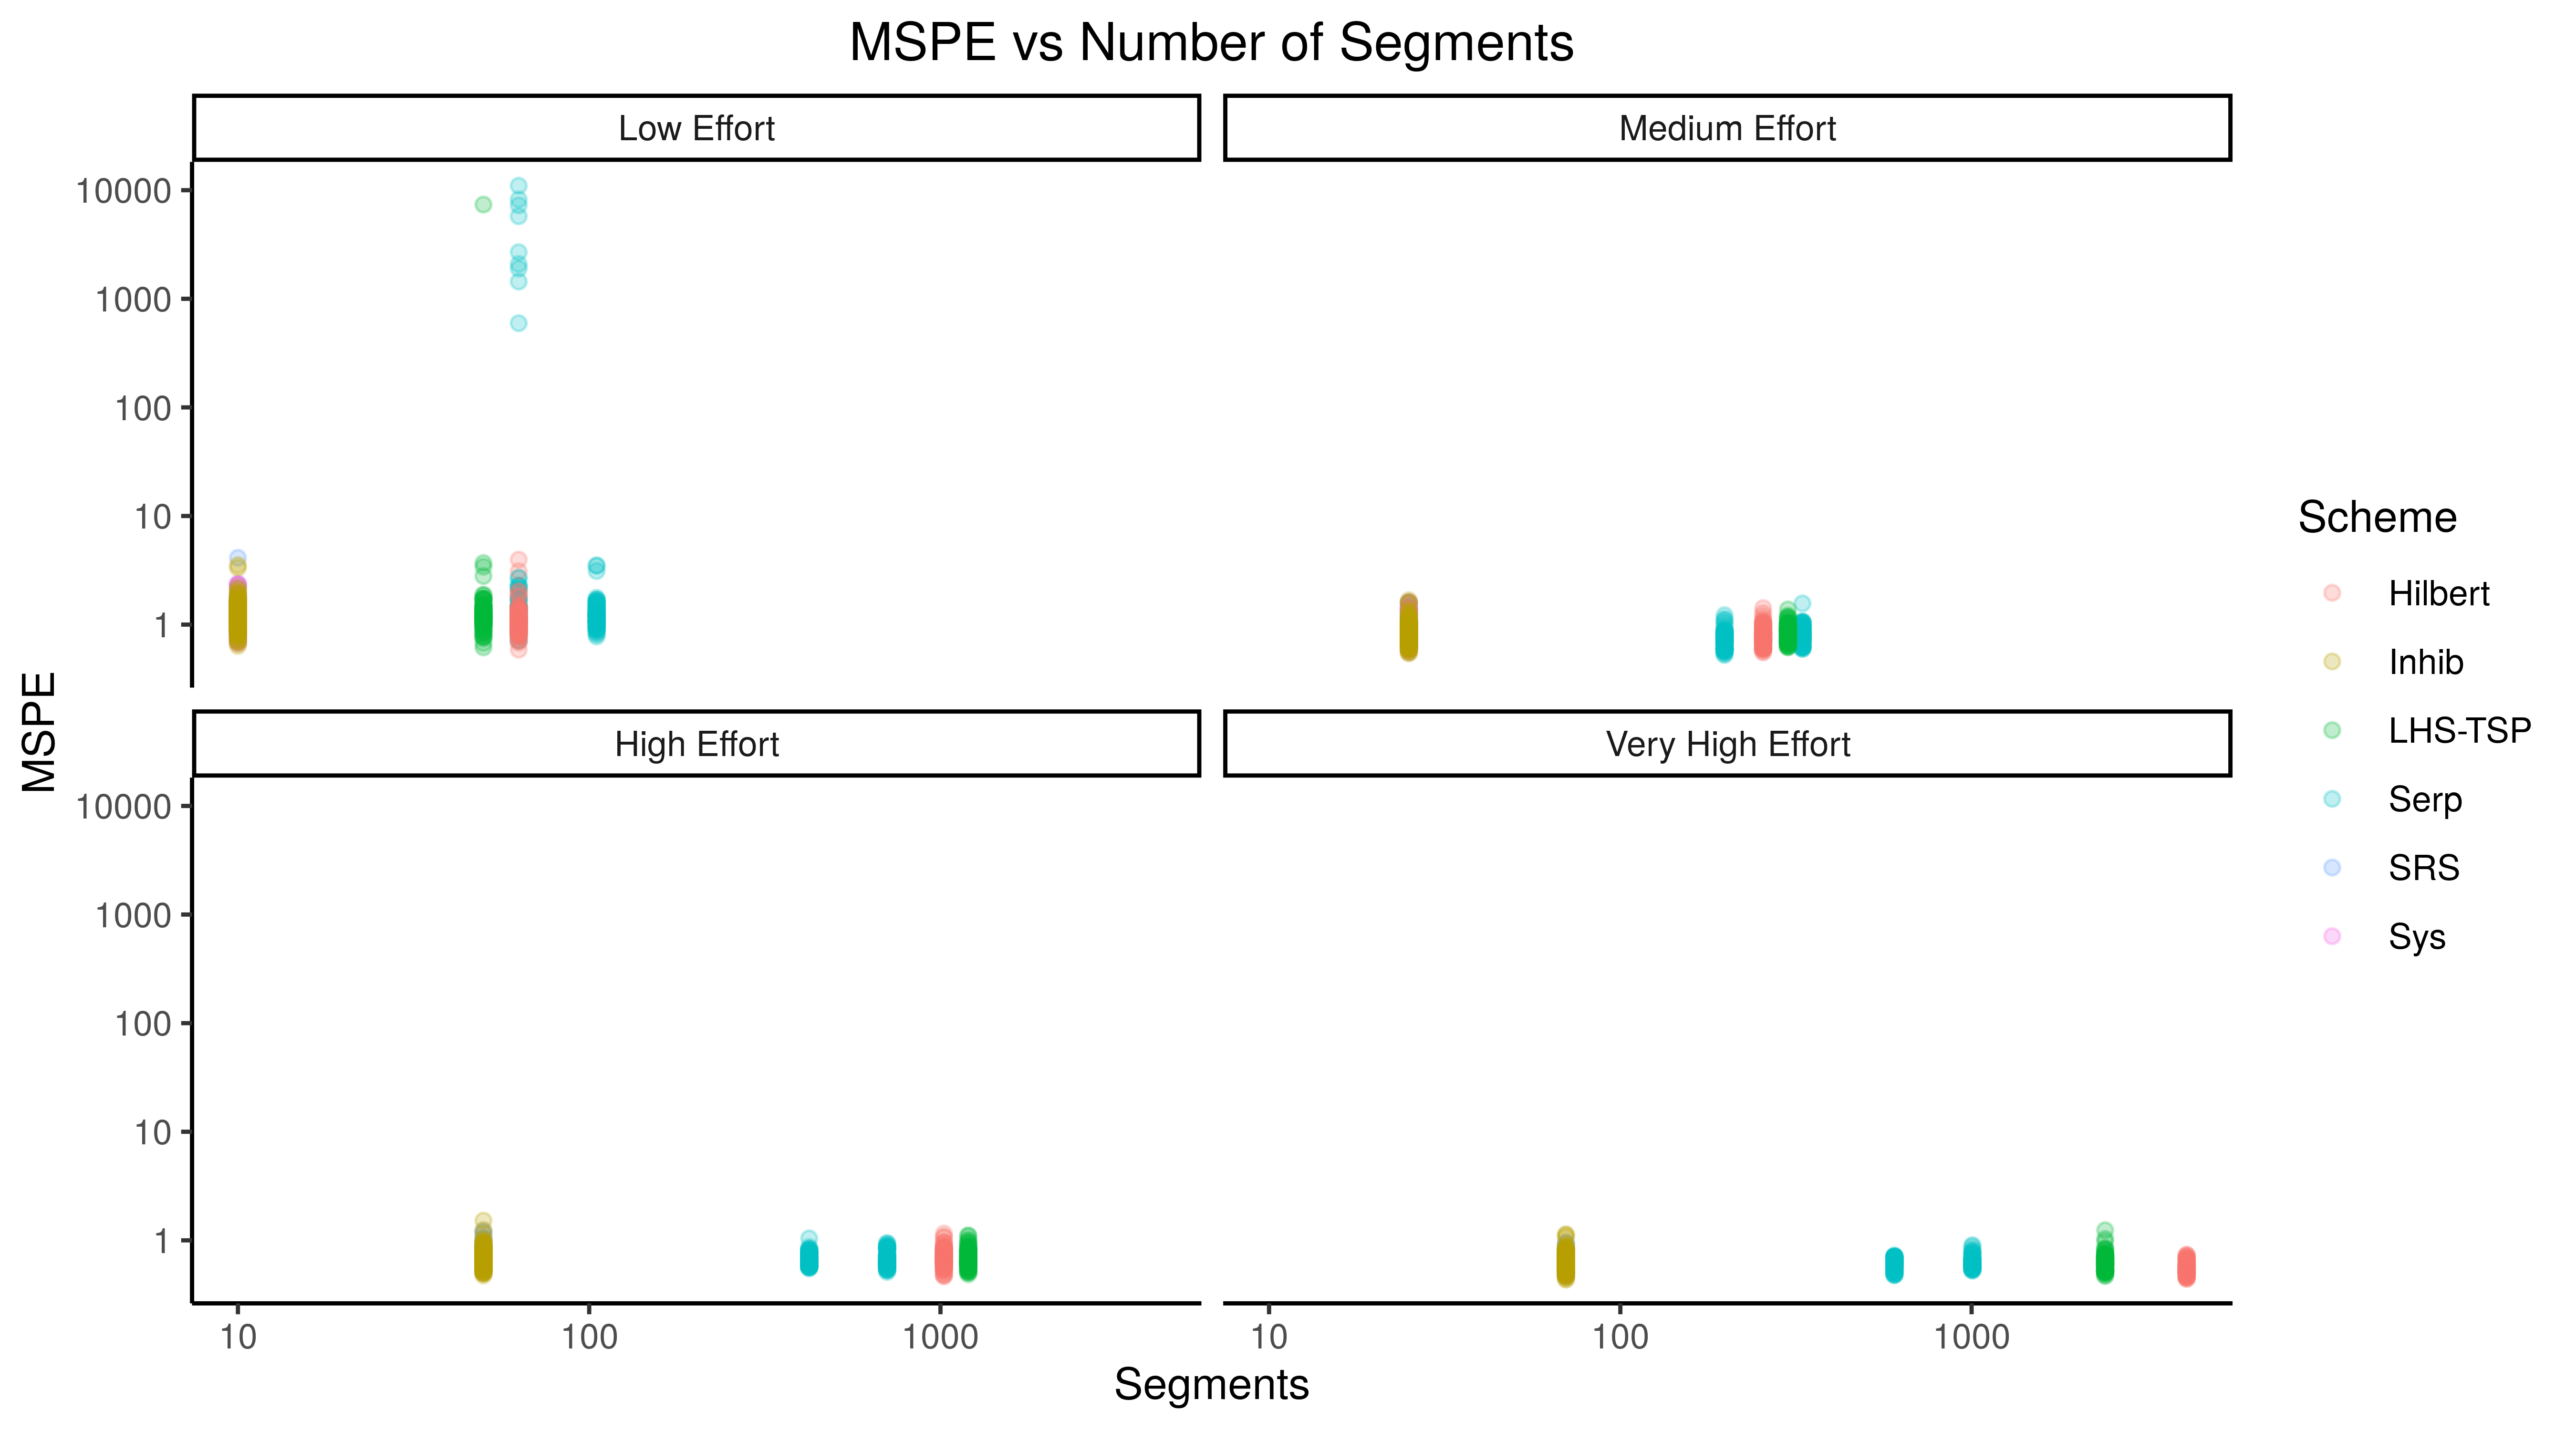 MSPE vs Number of Segments
Low Effort
Medium Effort
10000
1000
100
10
1
High Effort
Very High Effort
10000
1000
100
10
1
10
100
1000
10
100
1000
MSPE
Segments
Scheme
Hilbert
Inhib
LHS-TSP
Serp
SRS
Sys